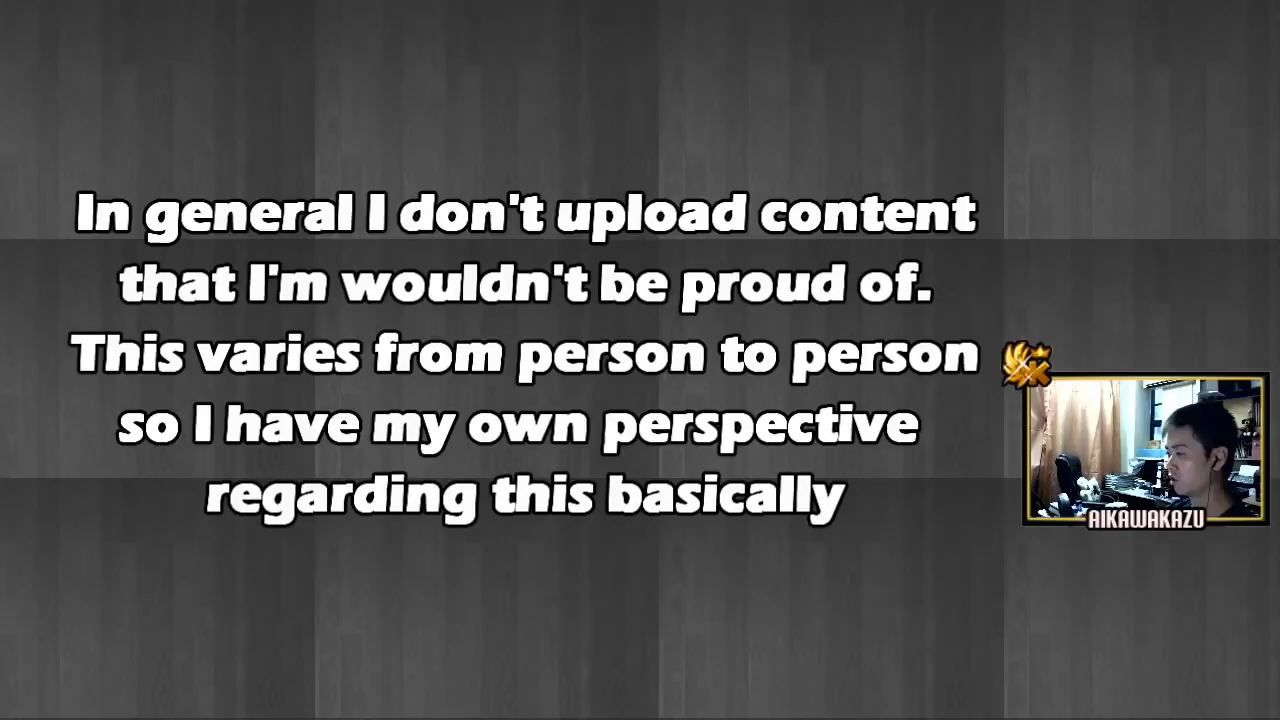 In general I don't upload content
that I'm wouldn't be proud of.
This varies from person to person
so I have my own perspective
regarding this basically
AIKAWAKAZU